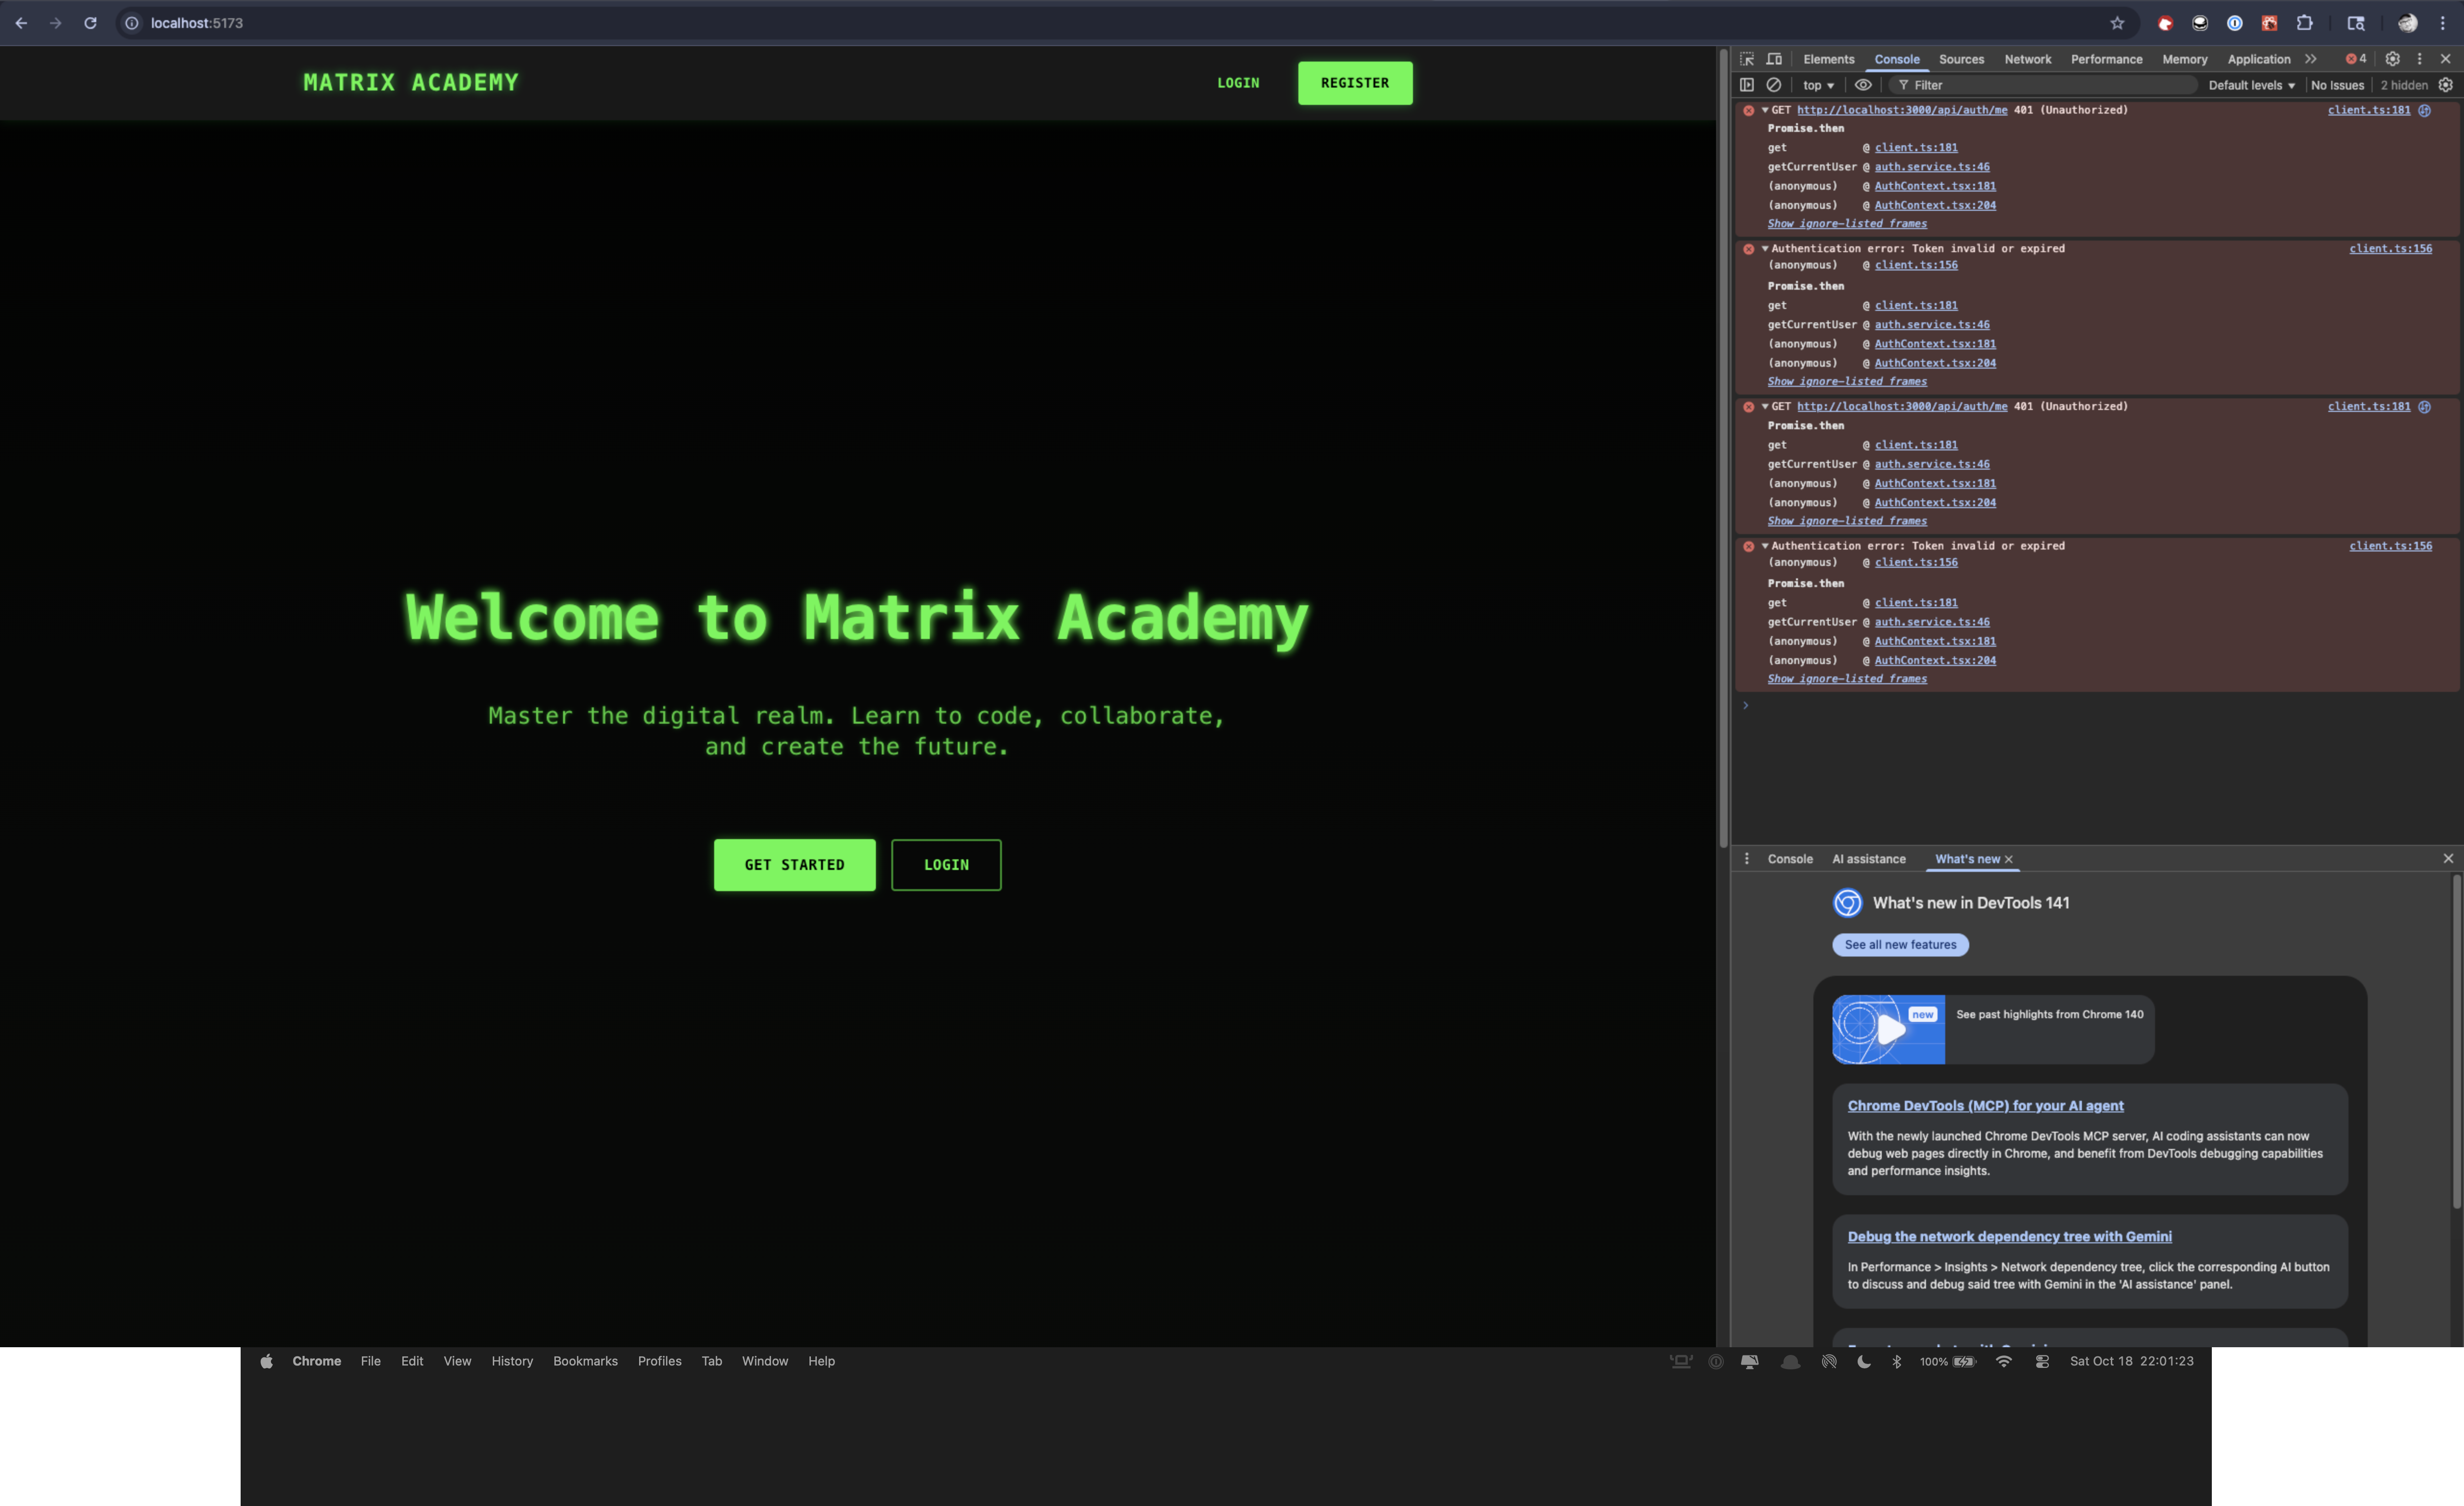 localhost:5173
MATRIX ACADEMY
LOGIN
REGISTER
Welcome to Matrix Academy
Master the digital realm. Learn to code, collaborate,
and create the future.
GET STARTED
LOGIN
Elements Console Sources Network Performance Memory Application 4
top Filter Default levels No Issues 2 hidden
GET http://localhost:3000/api/auth/me 401 (Unauthorized) client.ts:181
Promise.then
get @ client.ts:181
getCurrentUser @ auth.service.ts:46
(anonymous) @ AuthContext.tsx:181
(anonymous) @ AuthContext.tsx:204
Show ignore-listed frames
Authentication error: Token invalid or expired client.ts:156
(anonymous) @ client.ts:156
Promise.then
get @ client.ts:181
getCurrentUser @ auth.service.ts:46
(anonymous) @ AuthContext.tsx:181
(anonymous) @ AuthContext.tsx:204
Show ignore-listed frames
GET http://localhost:3000/api/auth/me 401 (Unauthorized) client.ts:181
Promise.then
get @ client.ts:181
getCurrentUser @ auth.service.ts:46
(anonymous) @ AuthContext.tsx:181
(anonymous) @ AuthContext.tsx:204
Show ignore-listed frames
Authentication error: Token invalid or expired client.ts:156
(anonymous) @ client.ts:156
Promise.then
get @ client.ts:181
getCurrentUser @ auth.service.ts:46
(anonymous) @ AuthContext.tsx:181
(anonymous) @ AuthContext.tsx:204
Show ignore-listed frames
Console AI assistance What's new
What's new in DevTools 141
See all new features
new
See past highlights from Chrome 140
Chrome DevTools (MCP) for your AI agent
With the newly launched Chrome DevTools MCP server, AI coding assistants can now
debug web pages directly in Chrome, and benefit from DevTools debugging capabilities
and performance insights.
Debug the network dependency tree with Gemini
In Performance > Insights > Network dependency tree, click the corresponding AI button
to discuss and debug said tree with Gemini in the 'AI assistance' panel.
Chrome File Edit View History Bookmarks Profiles Tab Window Help 100% Sat Oct 18 22:01:23